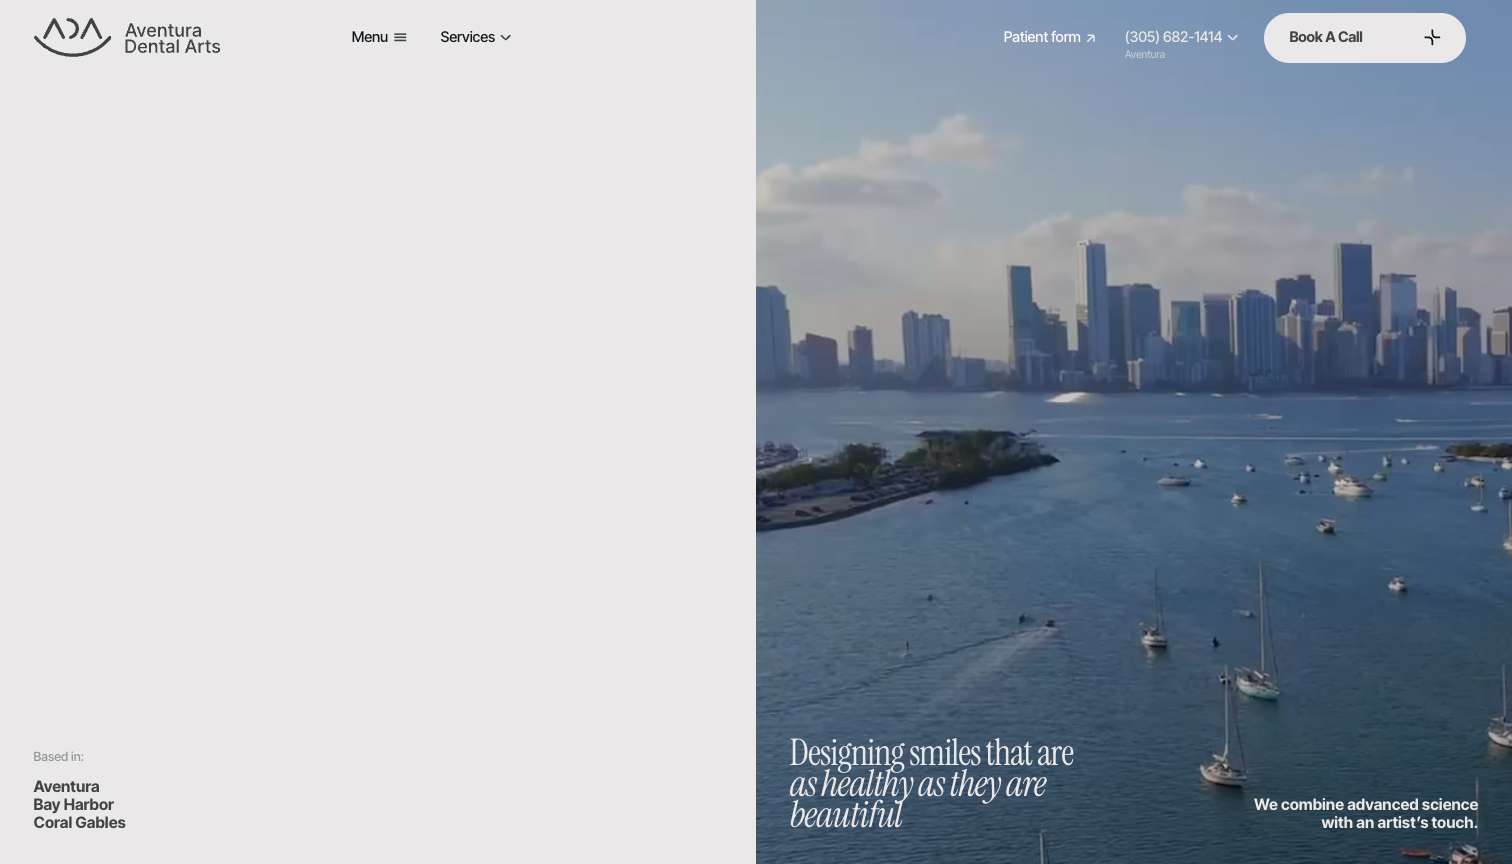 Aventura
Dental Arts
Menu
Services
Patient form
(305) 682-1414
Aventura
Book A Call
Based in:
Aventura
Bay Harbor
Coral Gables
Designing smiles that are
as healthy as they are
beautiful
We combine advanced science
with an artist’s touch.